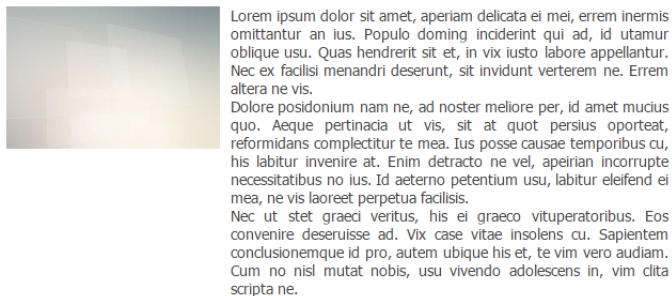 Lorem ipsum dolor sit amet, aperiam delicata ei mei, errem inermis
omittantur an ius. Populo doming inciderint qui ad, id utamur
oblique usu. Quas hendrerit sit et, in vix iusto labore appellantur.
Nec ex facilisi menandri deserunt, sit invidunt verterem ne. Errem
altera ne vis.
Dolore posidonium nam ne, ad noster meliore per, id amet mucius
quo. Aeque pertinacia ut vis, sit at quot persius oporteat,
reformidans complectitur te mea. Ius posse causae temporibus cu,
his labitur invenire at. Enim detracto ne vel, apeirian incorrupte
necessitatibus no ius. Id aeterno petentium usu, labitur eleifend ei
mea, ne vis laoreet perpetua facilisis.
Nec ut stet graeci veritus, his ei graeco vituperatoribus. Eos
convenire deseruisse ad. Vix case vitae insolens cu. Sapientem
conclusionemque id pro, autem ubique his et, te vim vero audiam.
Cum no nisl mutat nobis, usu vivendo adolescens in, vim clita
scripta ne.